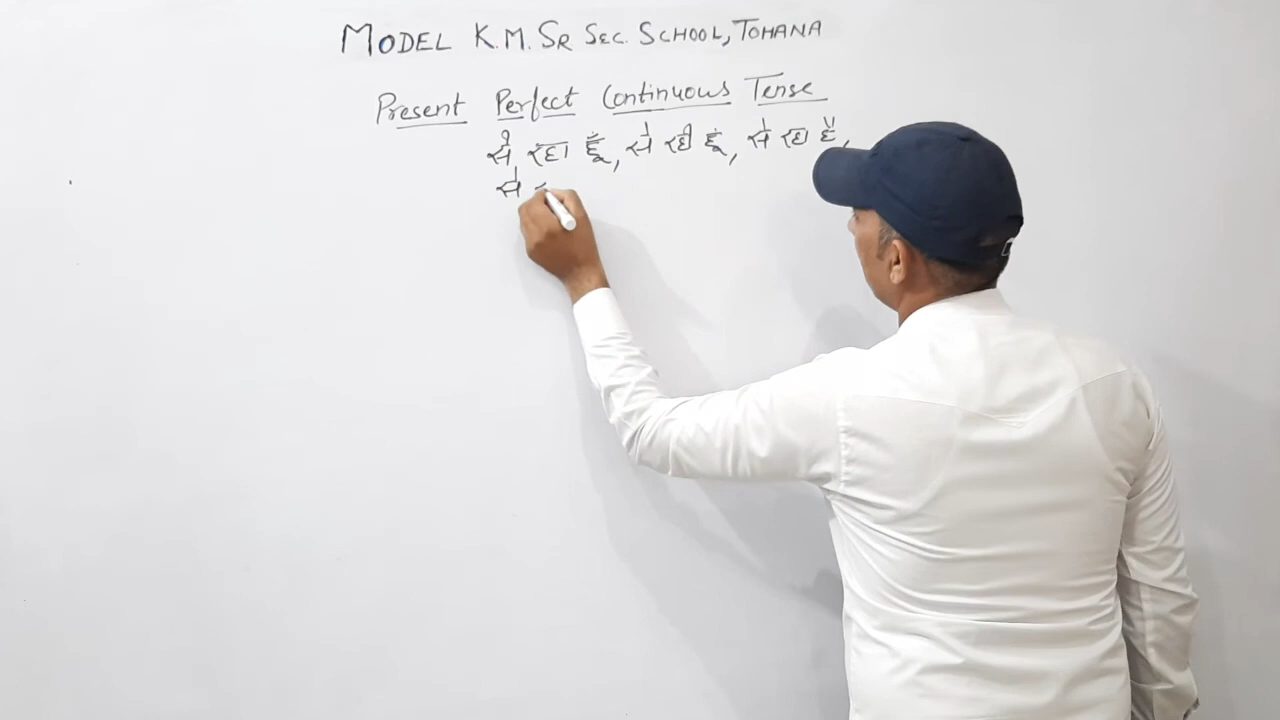 MODEL K.M. SR SEC. SCHOOL, TOHANA
Present Perfect Continuous Tense
से रहा हूँ, से रही हूँ, से रहा है,
से